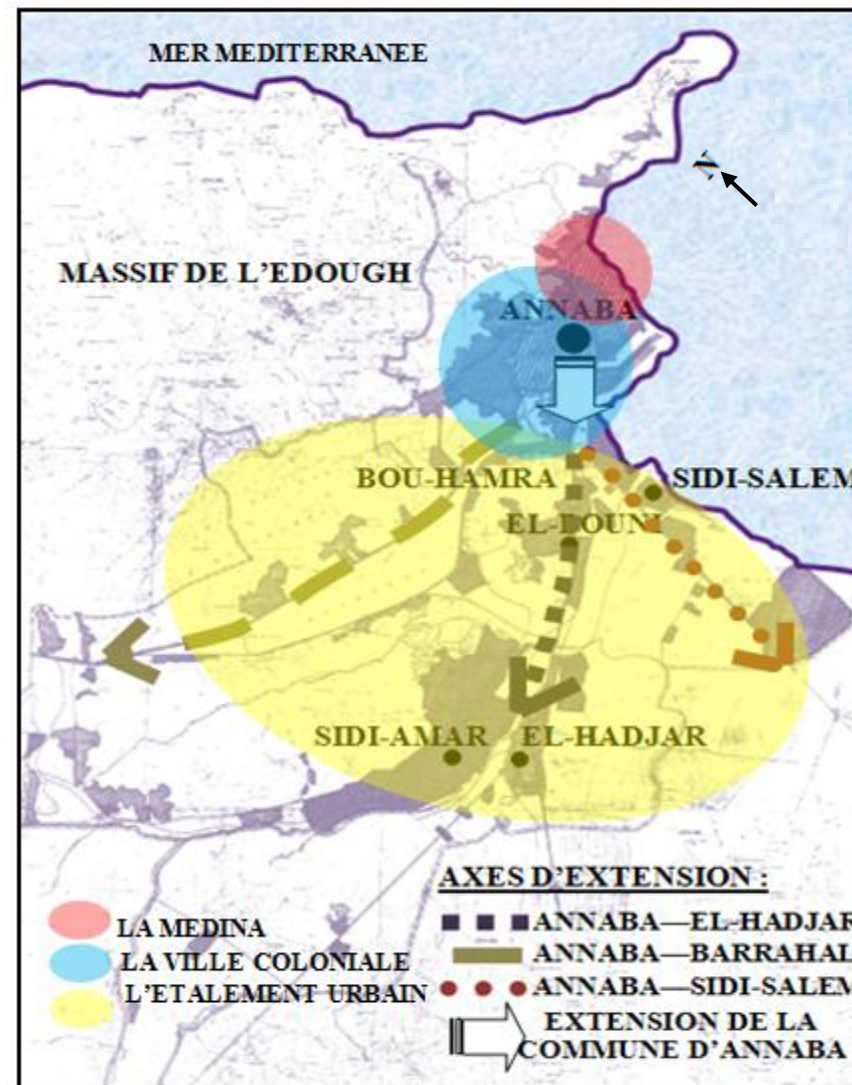 MER MEDITERRANEE
N
MASSIF DE L'EDOUGH
ANNABA
BOU-HAMRA
SIDI-SALEM
EL-BOUNI
SIDI-AMAR
EL-HADJAR
AXES D'EXTENSION :
LA MEDINA
LA VILLE COLONIALE
L'ETALEMENT URBAIN
ANNABA—EL-HADJAR
ANNABA—BARRAHAL
ANNABA—SIDI-SALEM
EXTENSION DE LA
COMMUNE D'ANNABA